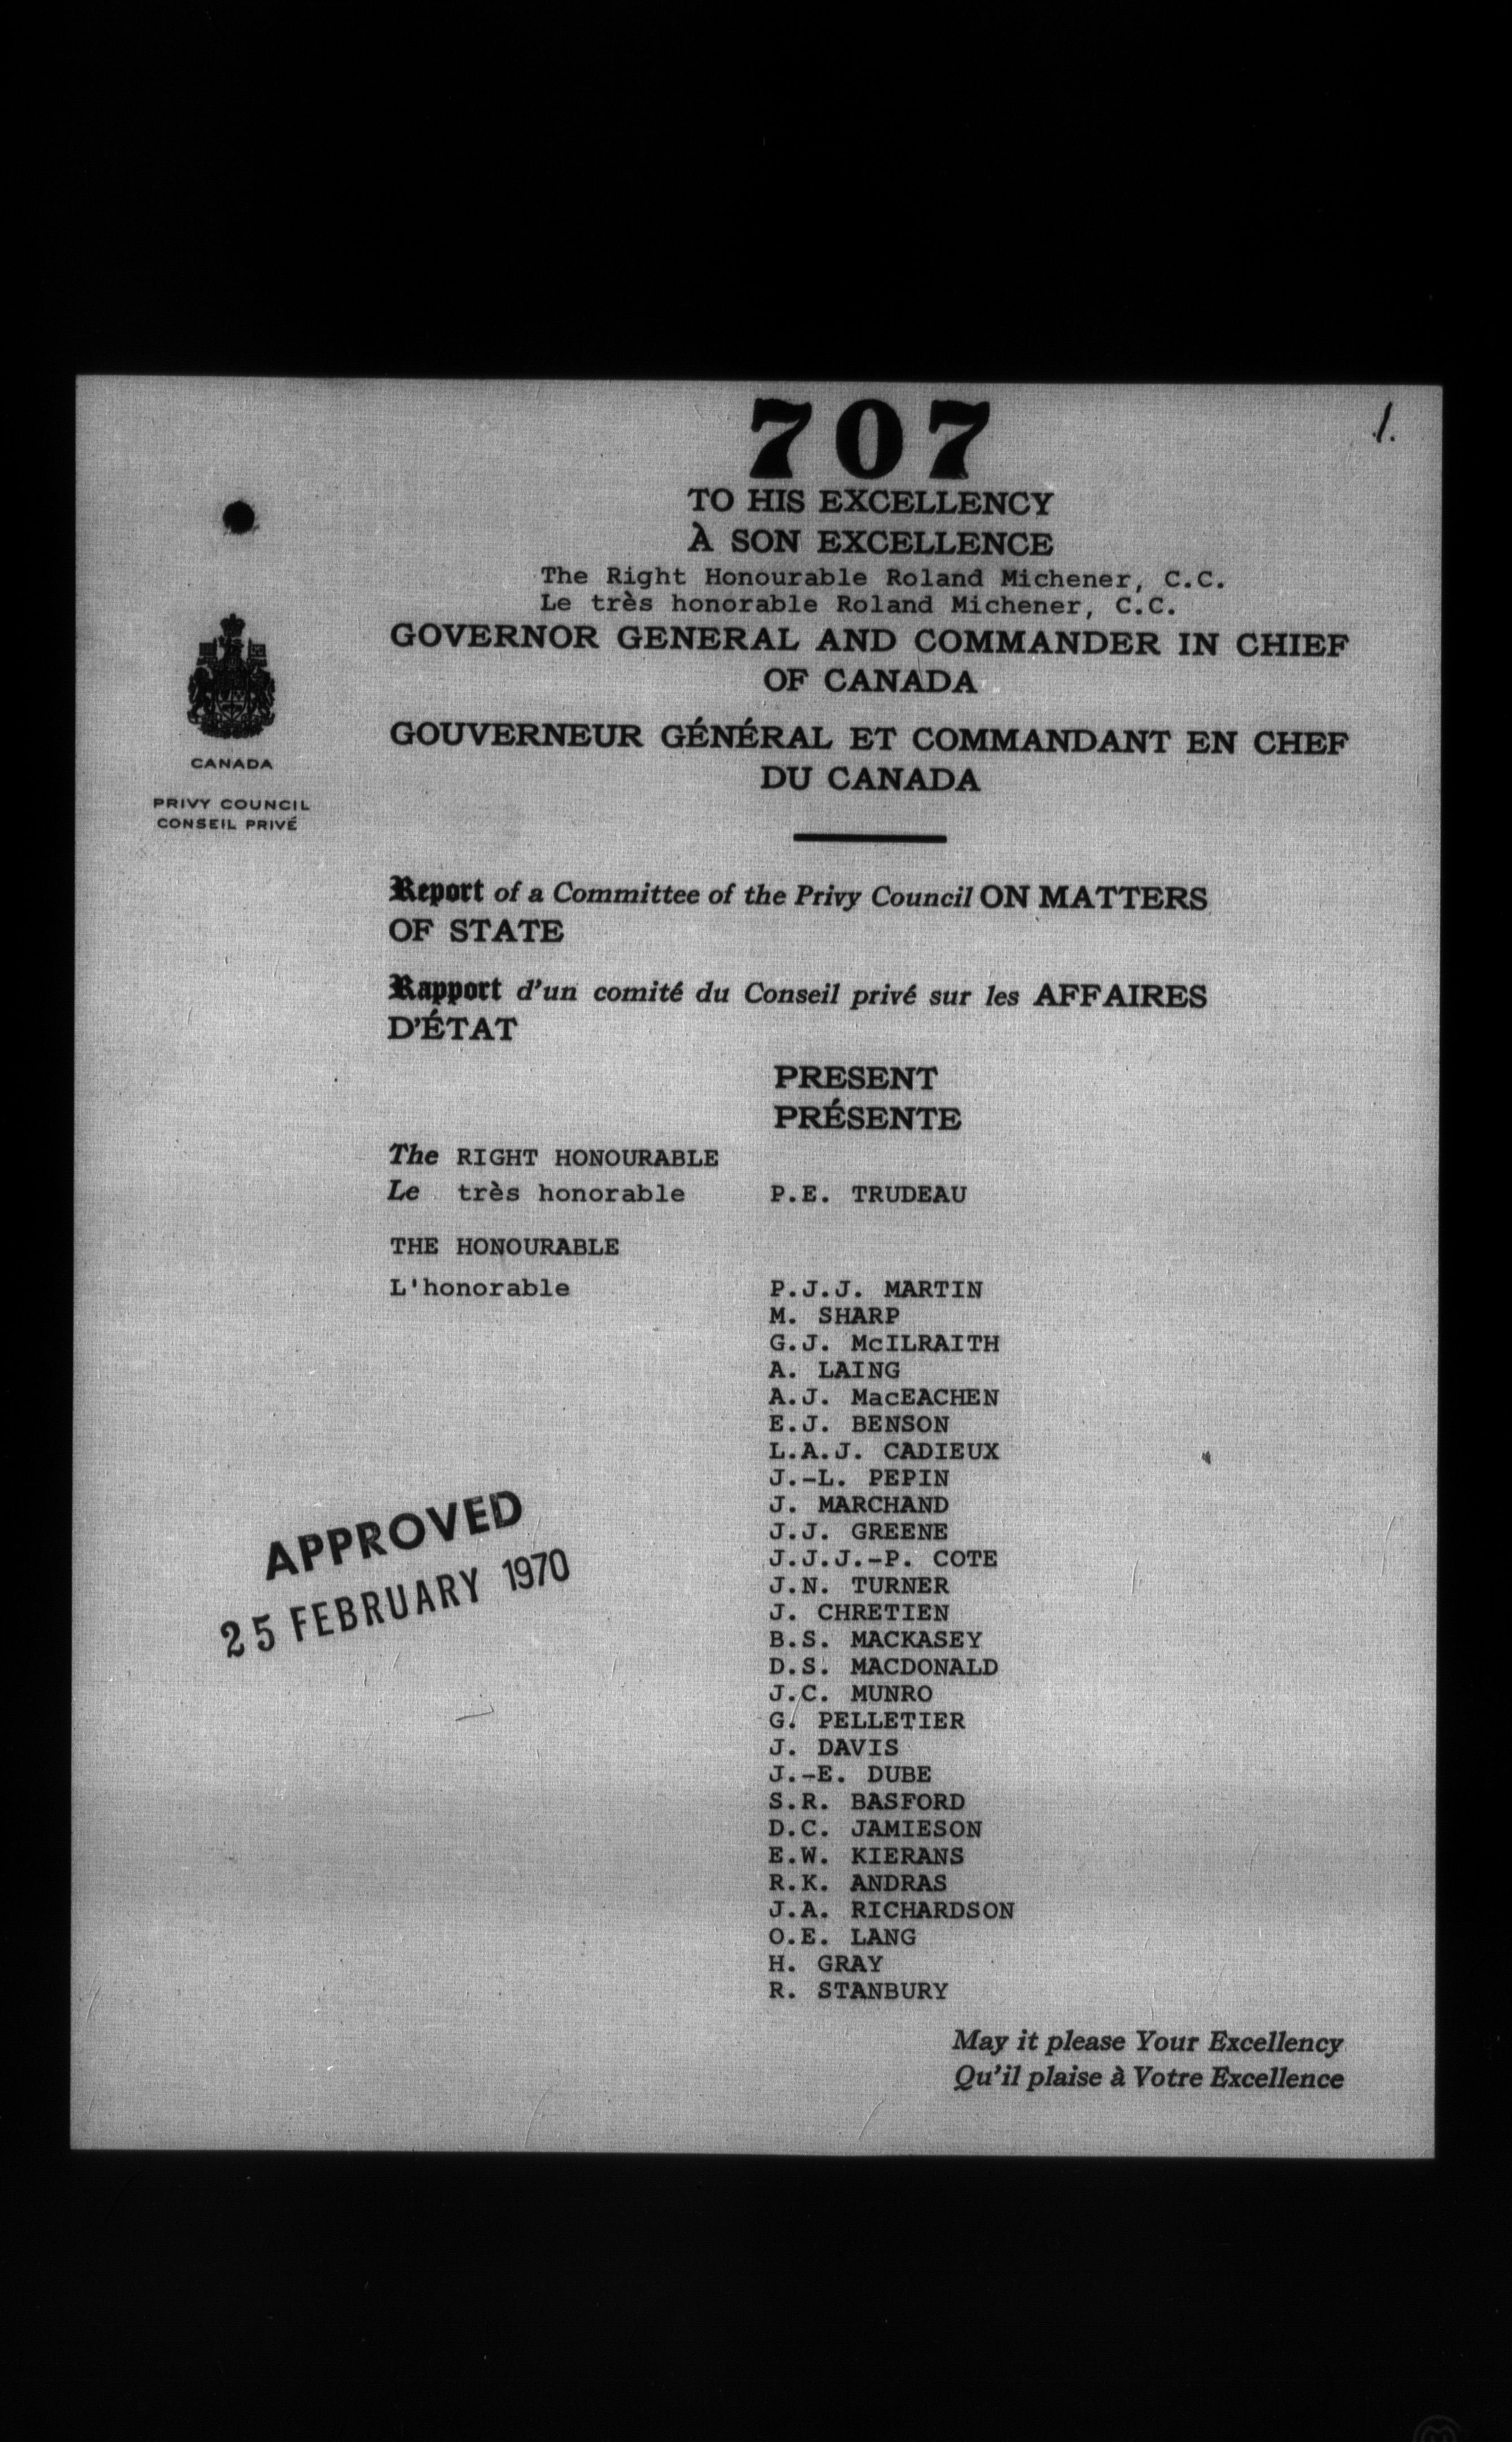 707
1.
TO HIS EXCELLENCY
À SON EXCELLENCE
The Right Honourable Roland Michener, C.C.
Le très honorable Roland Michener, C.C.
GOVERNOR GENERAL AND COMMANDER IN CHIEF
OF CANADA
GOUVERNEUR GÉNÉRAL ET COMMANDANT EN CHEF
DU CANADA
CANADA
PRIVY COUNCIL
CONSEIL PRIVÉ
Report of a Committee of the Privy Council ON MATTERS
OF STATE
Rapport d'un comité du Conseil privé sur les AFFAIRES
D'ÉTAT
PRESENT
PRÉSENTE
The RIGHT HONOURABLE
Le très honorable P.E. TRUDEAU
THE HONOURABLE
L'honorable P.J.J. MARTIN
M. SHARP
G.J. McILRAITH
A. LAING
A.J. MacEACHEN
E.J. BENSON
L.A.J. CADIEUX
J.-L. PEPIN
J. MARCHAND
J.J. GREENE
J.J.J.-P. COTE
J.N. TURNER
J. CHRETIEN
B.S. MACKASEY
D.S. MACDONALD
J.C. MUNRO
G. PELLETIER
J. DAVIS
J.-E. DUBE
S.R. BASFORD
D.C. JAMIESON
E.W. KIERANS
R.K. ANDRAS
J.A. RICHARDSON
O.E. LANG
H. GRAY
R. STANBURY
APPROVED
25 FEBRUARY 1970
May it please Your Excellency
Qu'il plaise à Votre Excellence